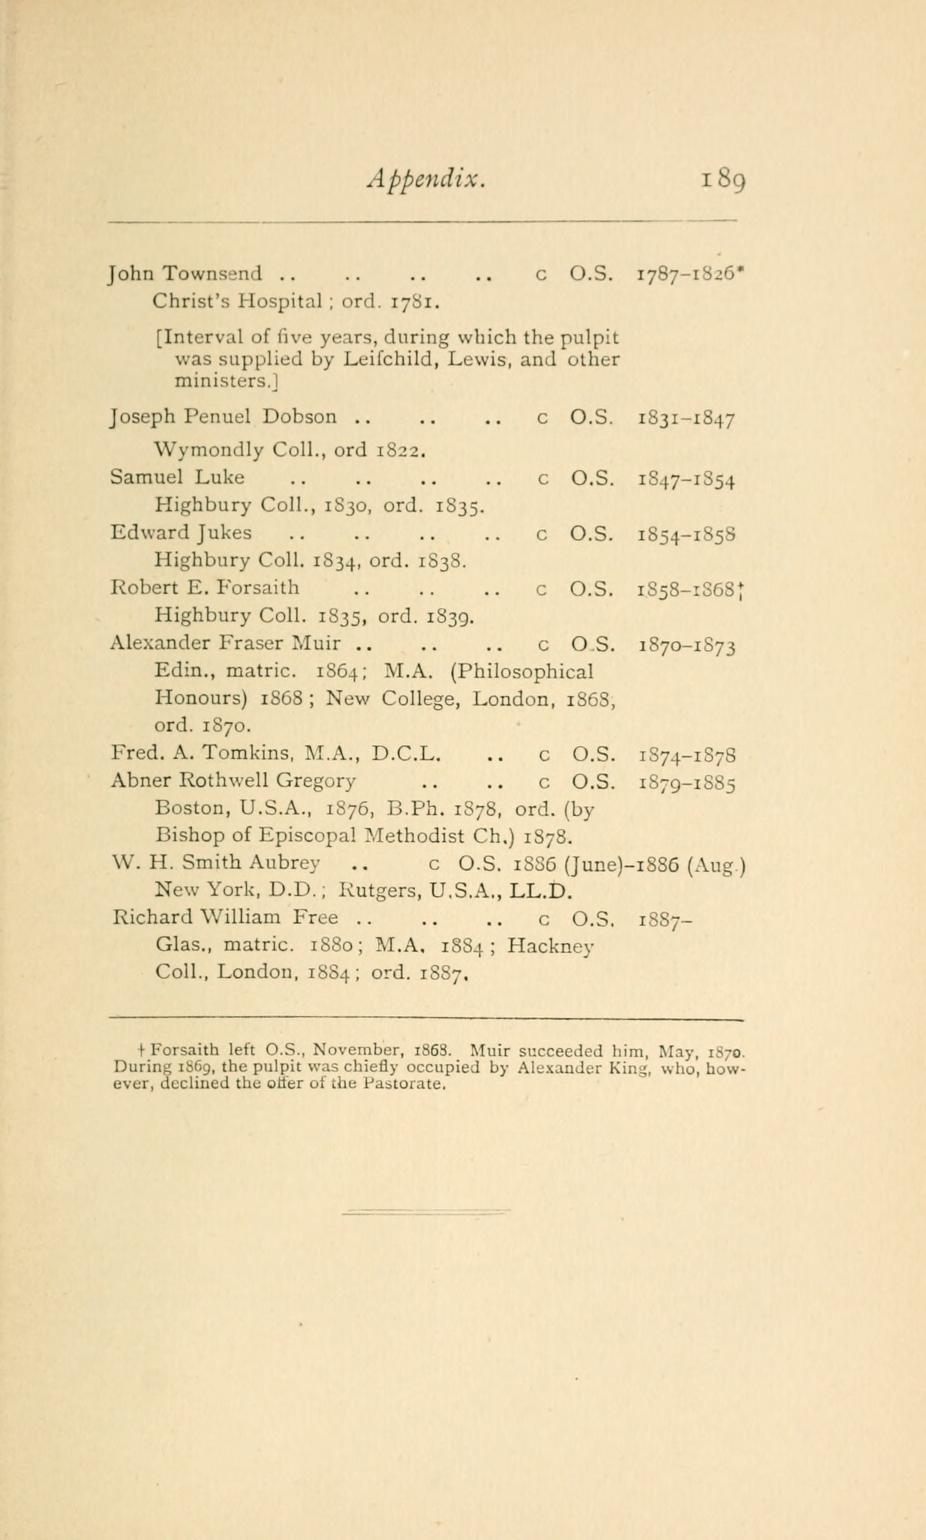 Appendix. 189
John Townsend .. .. .. .. c O.S. 1787-1826*
Christ's Hospital ; ord. 1781.
[Interval of five years, during which the pulpit
was supplied by Leifchild, Lewis, and other
ministers.]
Joseph Penuel Dobson .. .. .. c O.S. 1831-1847
Wymondly Coll., ord 1822.
Samuel Luke .. .. .. .. c O.S. 1847-1854
Highbury Coll., 1830, ord. 1835.
Edward Jukes .. .. .. .. c O.S. 1854-1858
Highbury Coll. 1834, ord. 1838.
Robert E. Forsaith .. .. .. c O.S. 1858-1868†
Highbury Coll. 1835, ord. 1839.
Alexander Fraser Muir .. .. .. c O.S. 1870-1873
Edin., matric. 1864; M.A. (Philosophical
Honours) 1868 ; New College, London, 1868,
ord. 1870.
Fred. A. Tomkins, M.A., D.C.L. .. c O.S. 1874-1878
Abner Rothwell Gregory .. .. c O.S. 1879-1885
Boston, U.S.A., 1876, B.Ph. 1878, ord. (by
Bishop of Episcopal Methodist Ch.) 1878.
W. H. Smith Aubrey .. c O.S. 1886 (June)-1886 (Aug.)
New York, D.D. ; Rutgers, U.S.A., LL.D.
Richard William Free .. .. .. c O.S. 1887-
Glas., matric. 1880; M.A. 1884 ; Hackney
Coll., London, 1884 ; ord. 1887.
† Forsaith left O.S., November, 1868. Muir succeeded him, May, 1870.
During 1869, the pulpit was chiefly occupied by Alexander King, who, how-
ever, declined the offer of the Pastorate.